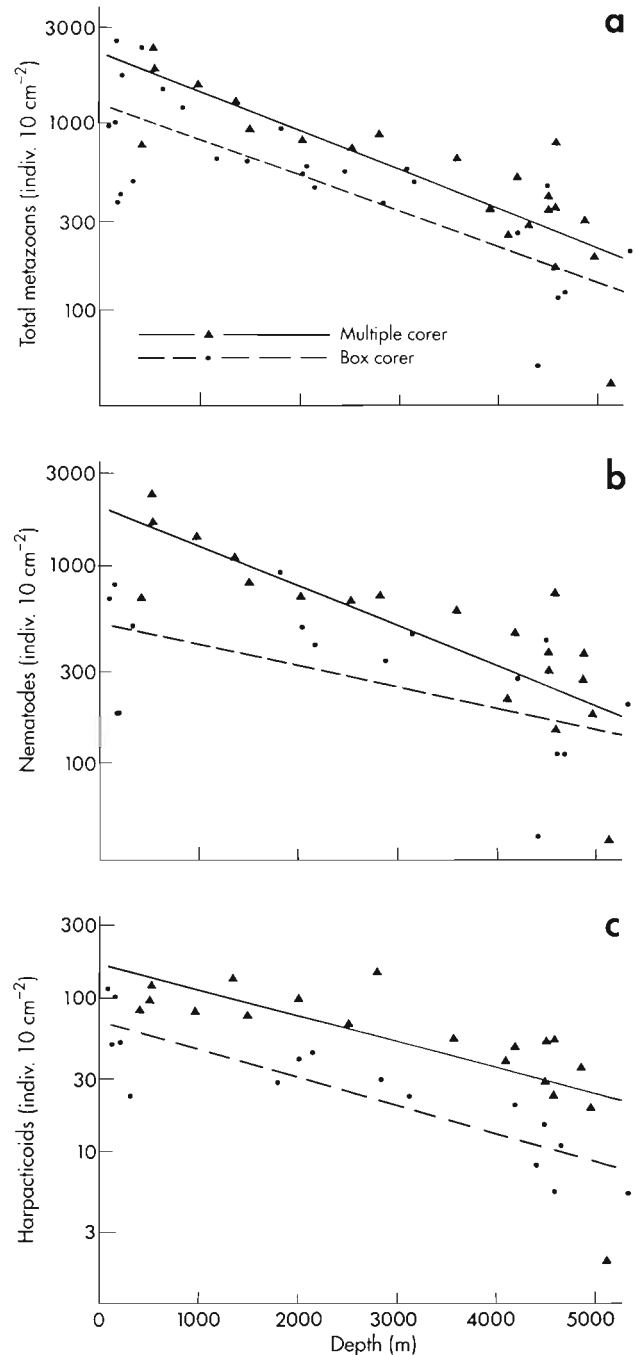 a
3000
1000
300
100
Total metazoans (indiv. 10 cm⁻²)
Multiple corer
Box corer
b
3000
1000
300
100
Nematodes (indiv. 10 cm⁻²)
c
300
100
30
10
3
Harpacticoids (indiv. 10 cm⁻²)
0 1000 2000 3000 4000 5000
Depth (m)